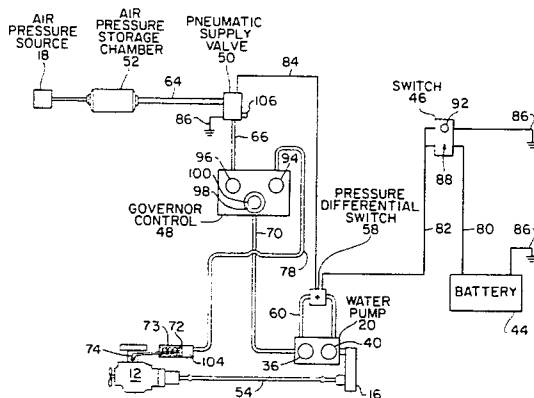 AIR
PRESSURE
SOURCE
18
AIR
PRESSURE
STORAGE
CHAMBER
52
PNEUMATIC
SUPPLY
VALVE
50
64
84
106
86
66
SWITCH
46
92
86
88
96
94
100
98
GOVERNOR
CONTROL
48
70
78
PRESSURE
DIFFERENTIAL
SWITCH
58
82
80
86
60
WATER
PUMP
20
40
36
BATTERY
44
73
72
74
104
12
54
16